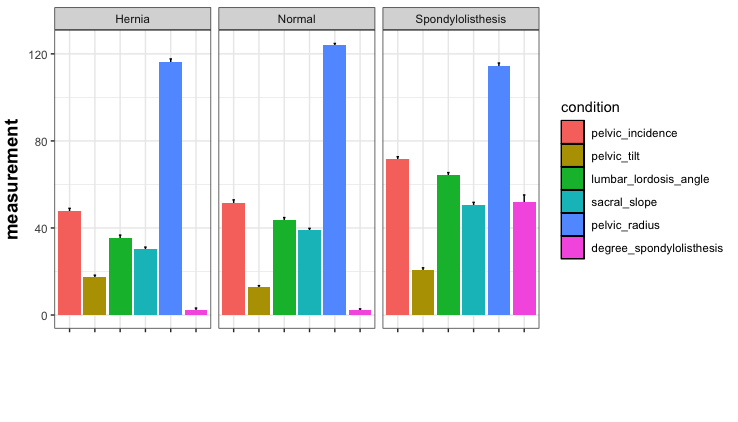 Hernia
Normal
Spondylolisthesis
measurement
120
80
40
0
condition
pelvic_incidence
pelvic_tilt
lumbar_lordosis_angle
sacral_slope
pelvic_radius
degree_spondylolisthesis